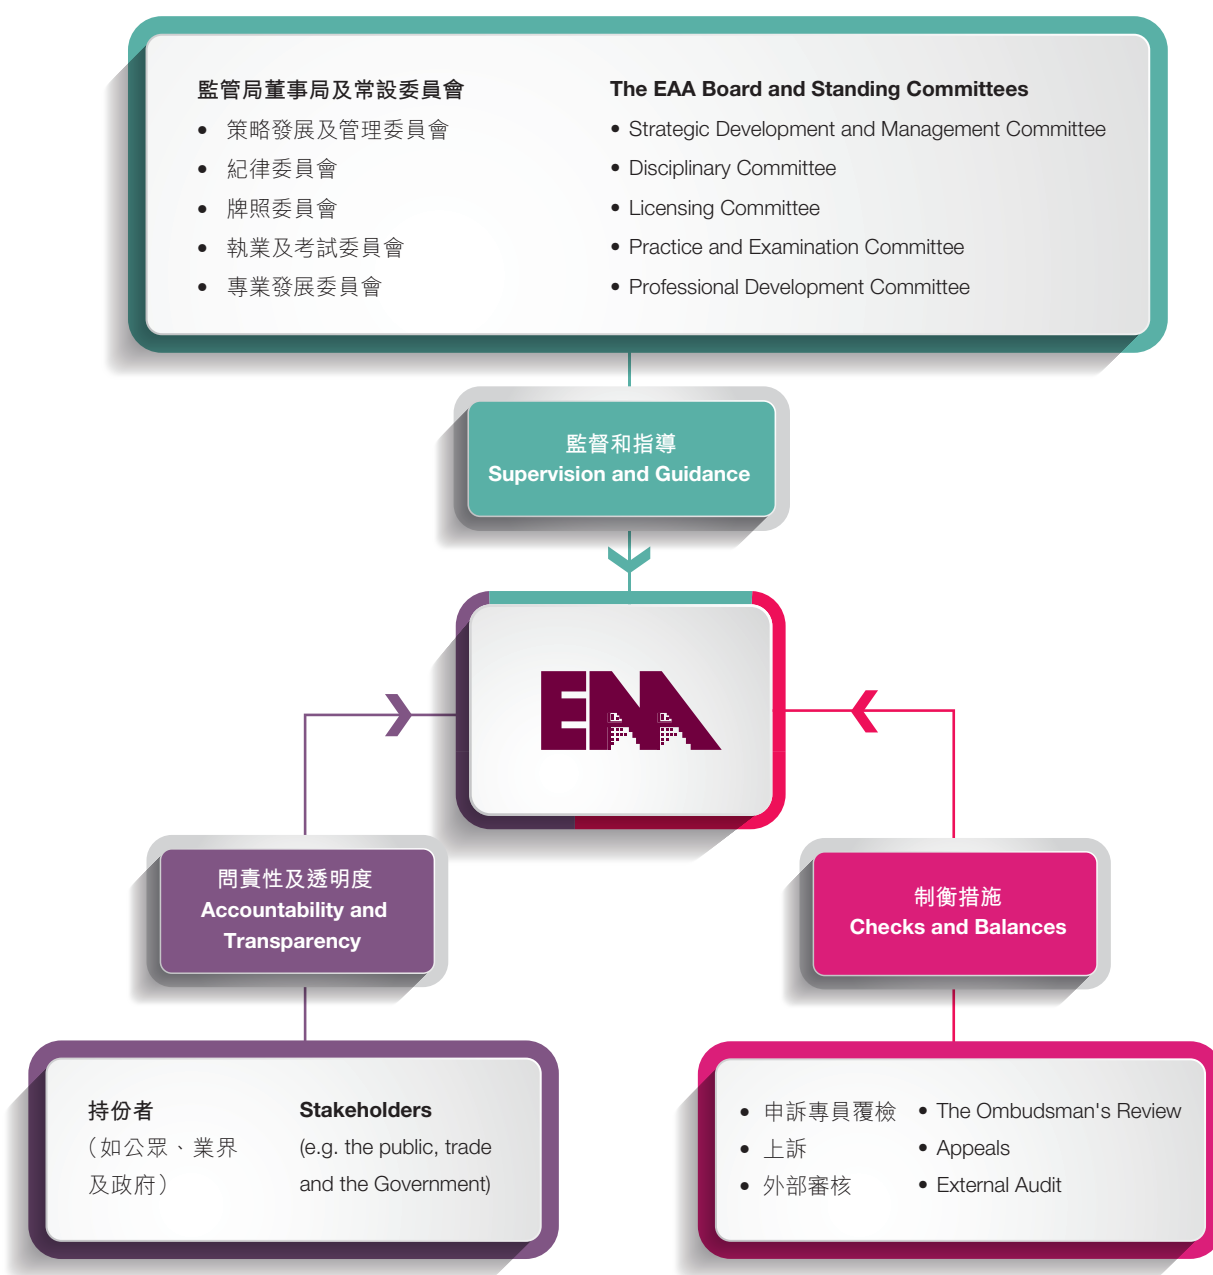 監管局董事局及常設委員會
• 策略發展及管理委員會
• 紀律委員會
• 牌照委員會
• 執業及考試委員會
• 專業發展委員會
The EAA Board and Standing Committees
• Strategic Development and Management Committee
• Disciplinary Committee
• Licensing Committee
• Practice and Examination Committee
• Professional Development Committee
監督和指導
Supervision and Guidance
EAA
問責性及透明度
Accountability and
Transparency
制衡措施
Checks and Balances
持份者
（如公眾、業界
及政府）
Stakeholders
(e.g. the public, trade
and the Government)
• 申訴專員覆檢
• 上訴
• 外部審核
• The Ombudsman's Review
• Appeals
• External Audit